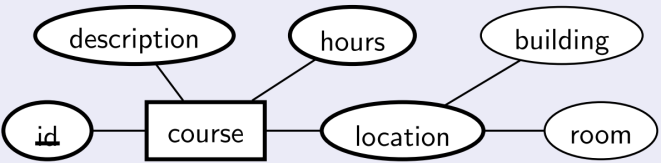 description
hours
building
id
course
location
room